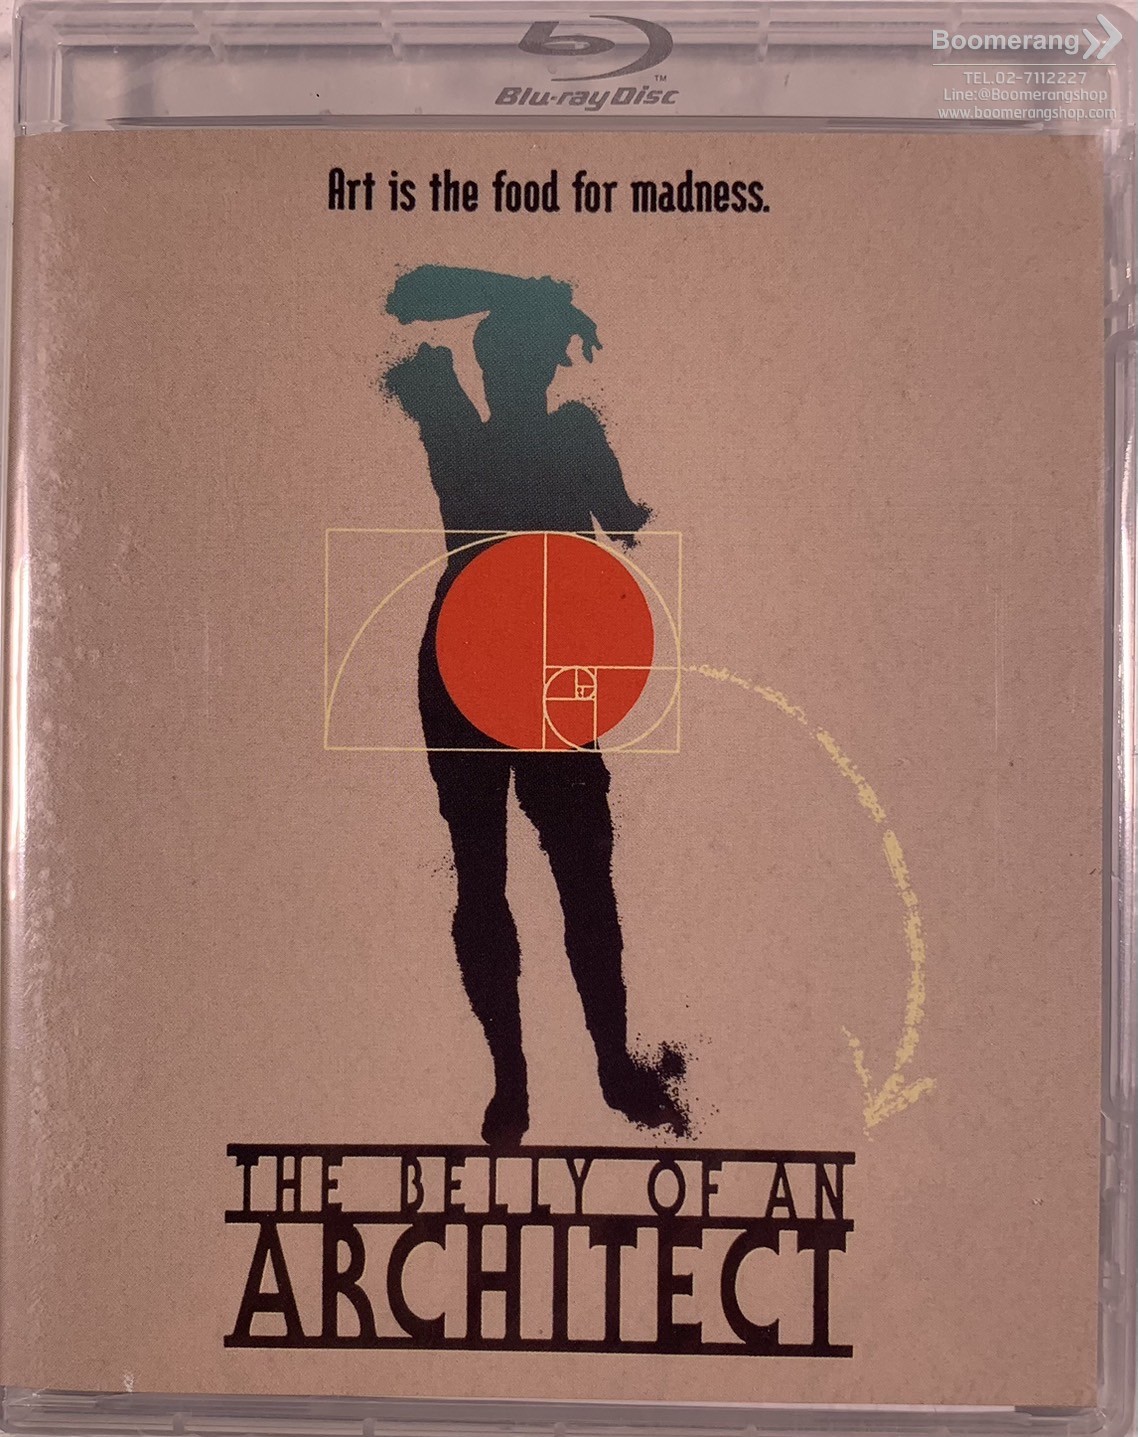 Blu-ray Disc™
Boomerang
TEL.02-7112227
Line:@Boomerangshop
www.boomerangshop.com
Art is the food for madness.
THE BELLY OF AN
ARCHITECT